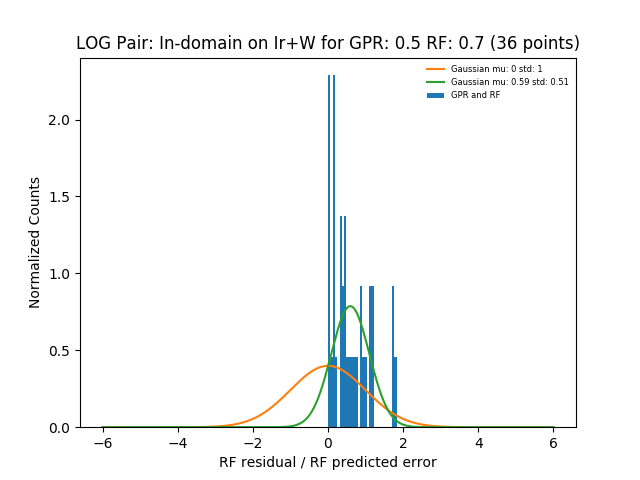 LOG Pair: In-domain on Ir+W for GPR: 0.5 RF: 0.7 (36 points)
Gaussian mu: 0 std: 1
Gaussian mu: 0.59 std: 0.51
GPR and RF
Normalized Counts
2.0
1.5
1.0
0.5
0.0
−6 −4 −2 0 2 4 6
RF residual / RF predicted error